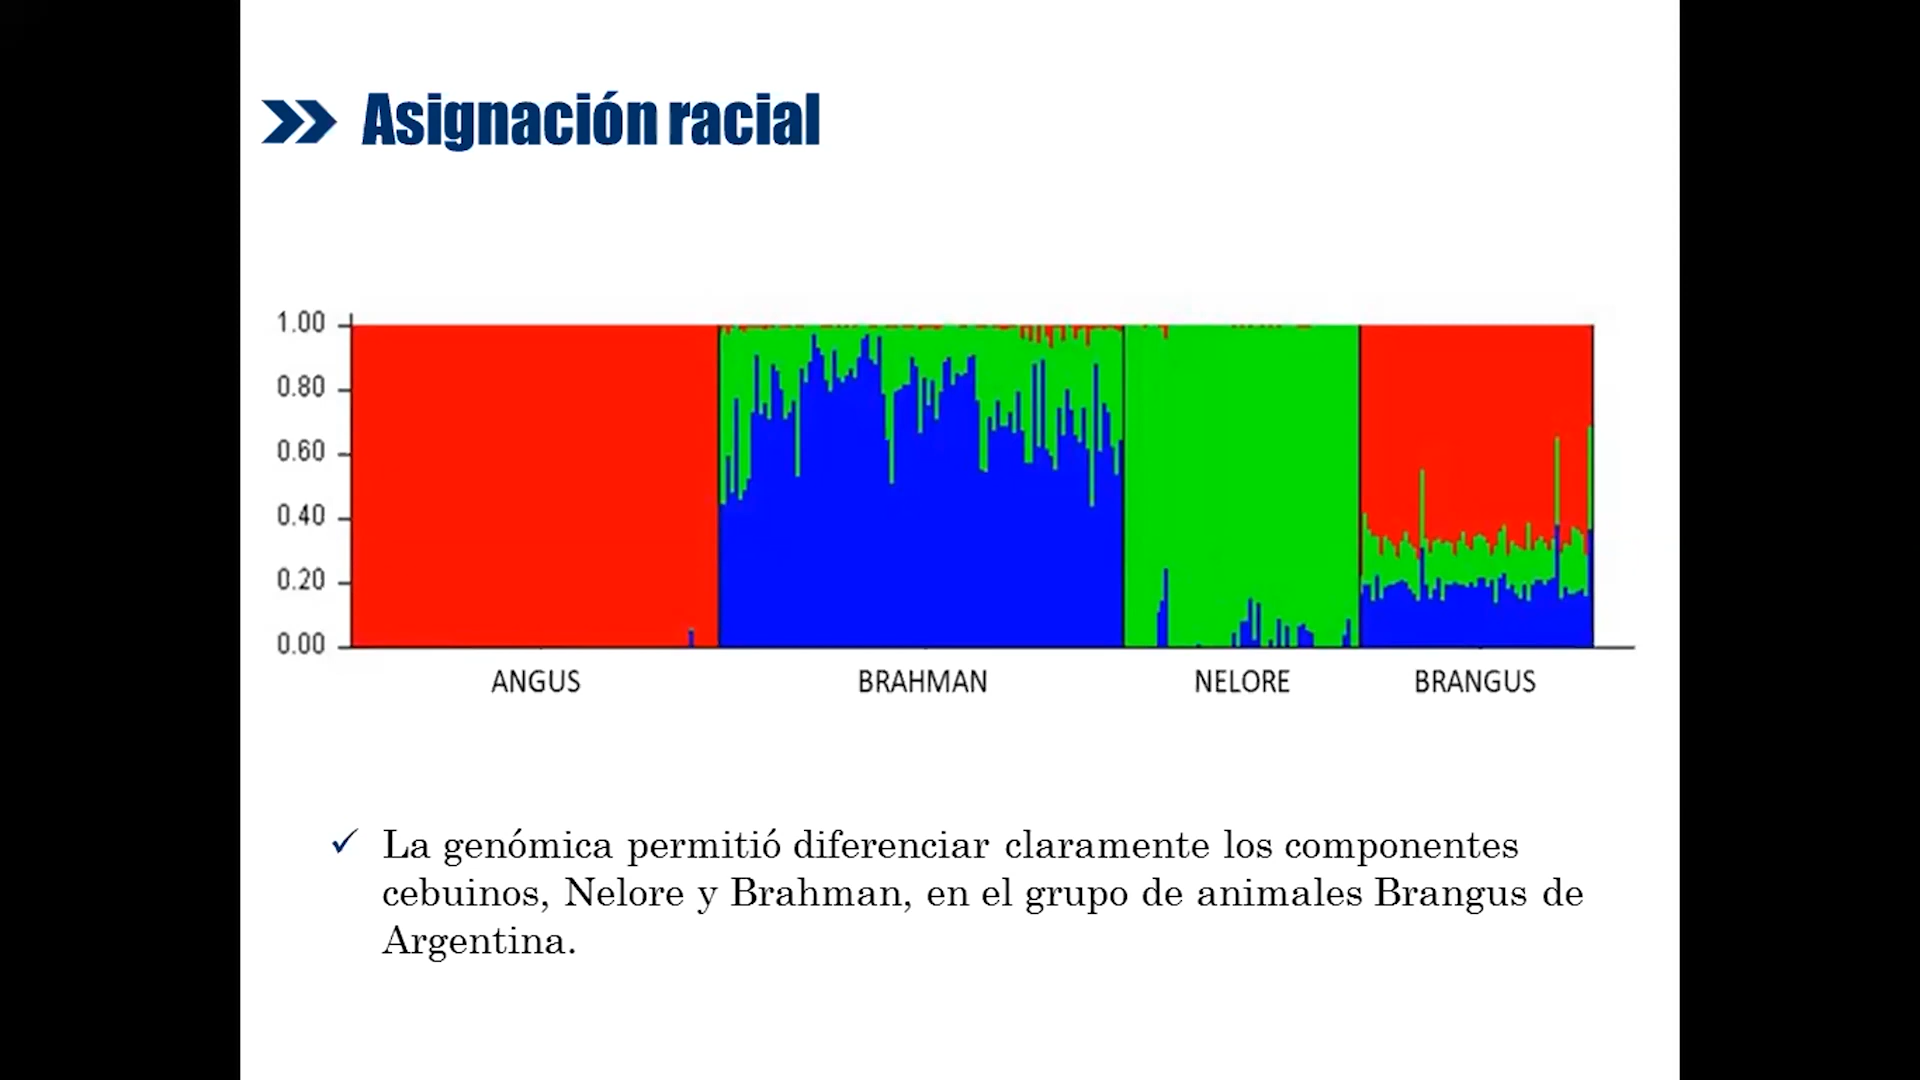 Asignación racial
1.00
0.80
0.60
0.40
0.20
0.00
ANGUS BRAHMAN NELORE BRANGUS
La genómica permitió diferenciar claramente los componentes
cebuinos, Nelore y Brahman, en el grupo de animales Brangus de
Argentina.